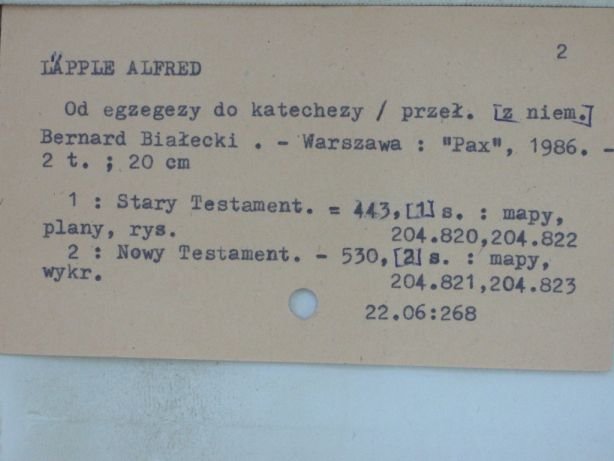 2
LÄPPLE ALFRED
Od egzegezy do katechezy / przeł. [z niem.]
Bernard Białecki . - Warszawa : "Pax", 1986. -
2 t. ; 20 cm
1 : Stary Testament. = 443,[1]s. : mapy,
plany, rys. 204.820,204.822
2 : Nowy Testament. - 530,[2]s. : mapy,
wykr. 204.821,204.823
22.06:268